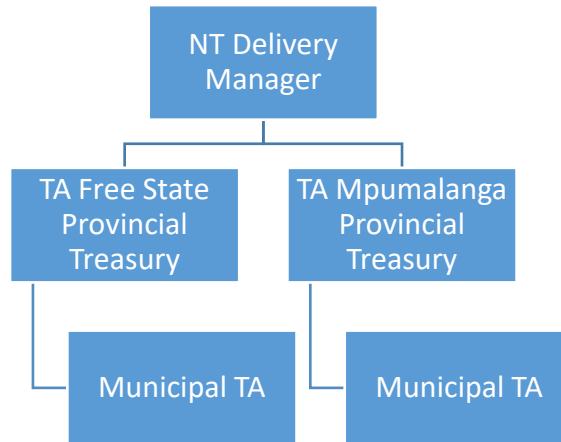 NT Delivery
Manager
TA Free State
Provincial
Treasury
TA Mpumalanga
Provincial
Treasury
Municipal TA
Municipal TA